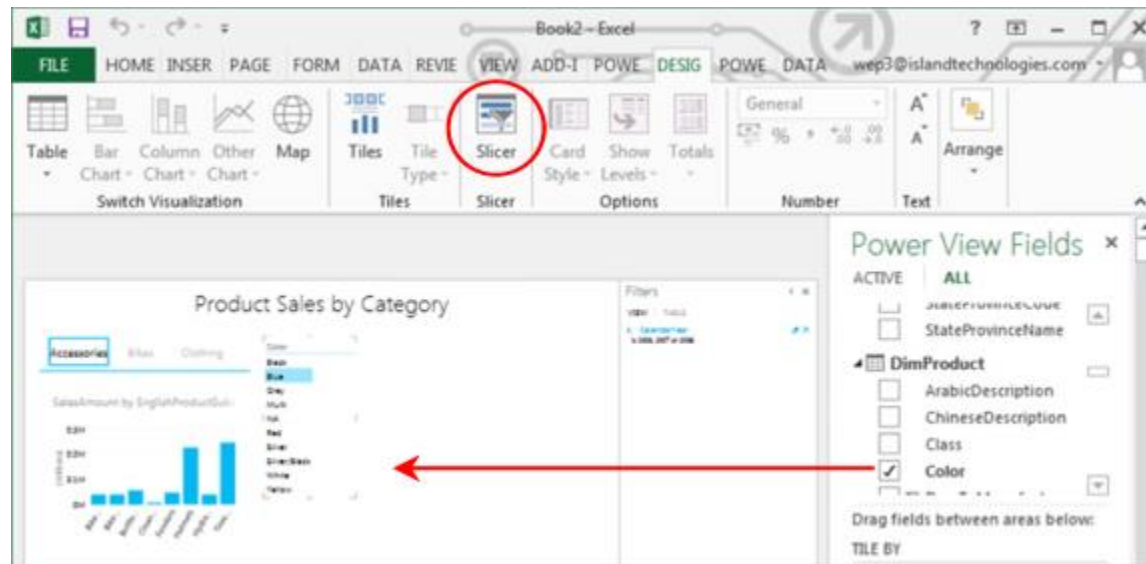 Book2 - Excel
FILE HOME INSER PAGE FORM DATA REVIE VIEW ADD-I POWE DESIG POWE DATA wep3@islandtechnologies.com
Table Bar Chart Column Chart Other Chart Map Tiles Tile Type Slicer Card Style Show Levels Totals General Arrange
Switch Visualization Tiles Slicer Options Number Text
Power View Fields
ACTIVE ALL
StateProvinceCode
StateProvinceName
DimProduct
ArabicDescription
ChineseDescription
Class
Color
Drag fields between areas below:
TILE BY
Product Sales by Category
Accessories Bikes Clothing
Color
Black
Blue
Grey
Multi
NA
Red
Silver
Silver/Black
White
Yellow
Filters
VIEW TABLE